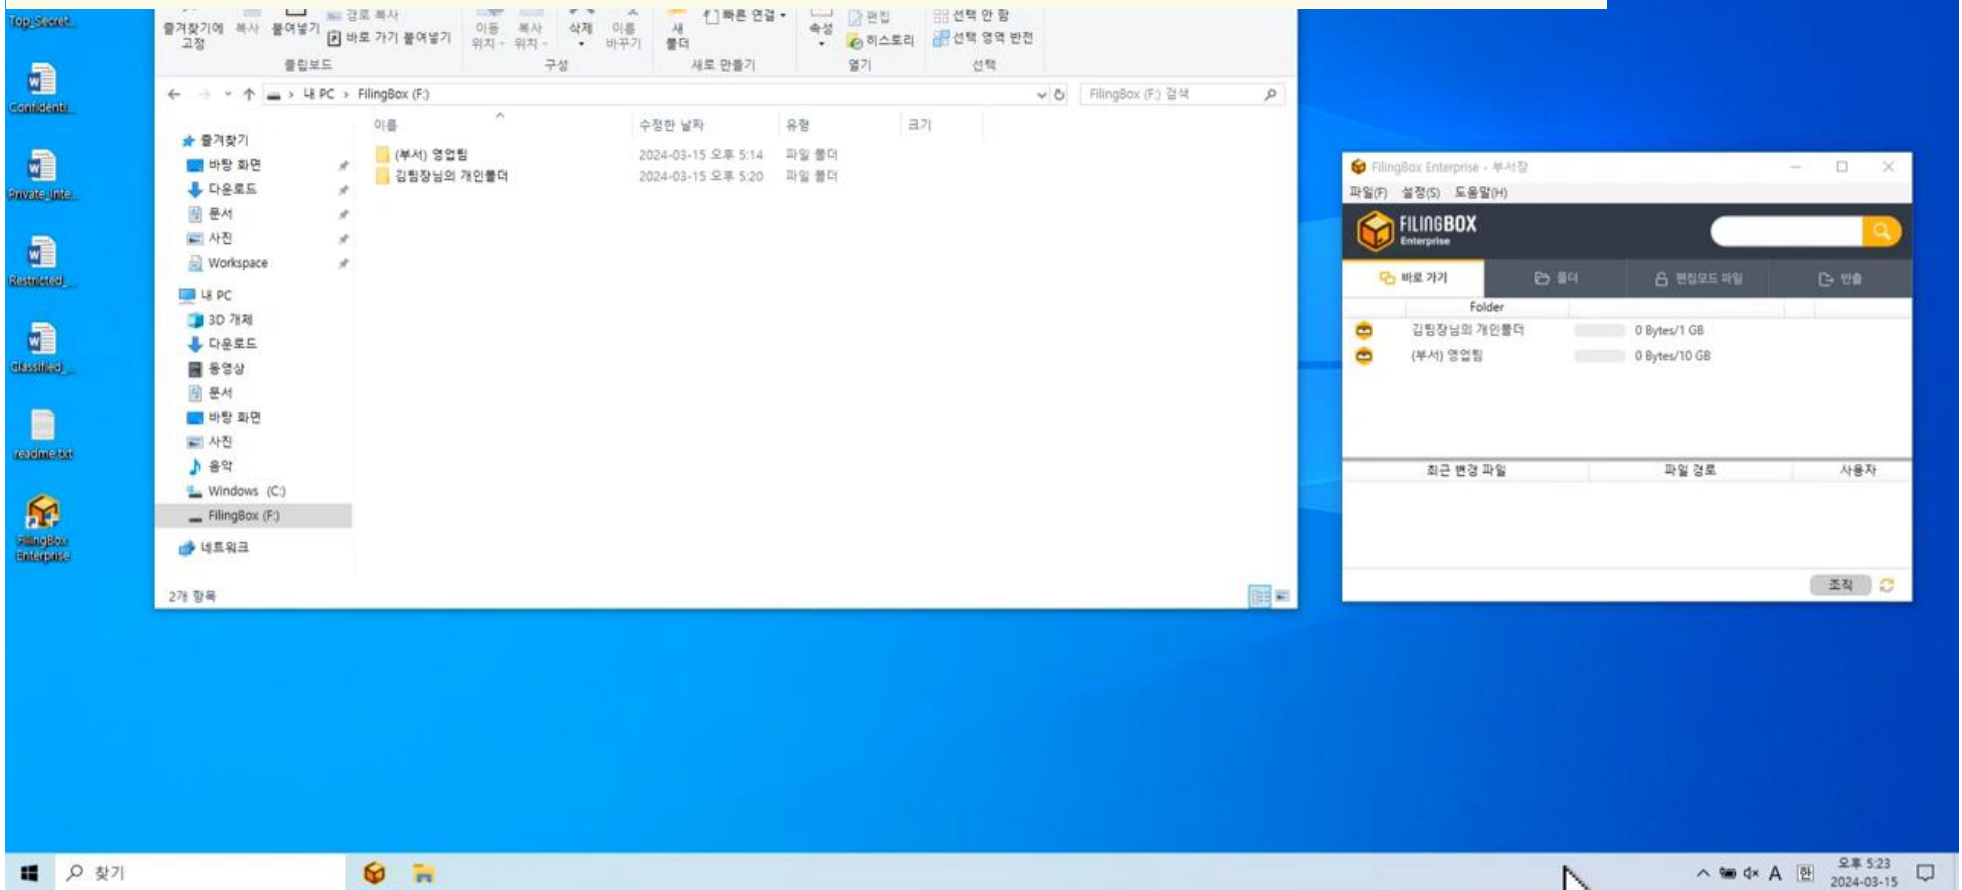 Top_Secret...
Confidenti...
Private_Inte...
Restricted_...
Classified_...
readme.txt
FilingBox
Enterprise
즐겨찾기에
고정
복사
붙여넣기
경로 복사
바로 가기 붙여넣기
클립보드
이동
위치
복사
위치
삭제
이름
바꾸기
구성
새
폴더
빠른 연결
새로 만들기
속성
편집
히스토리
열기
선택 안 함
선택 영역 반전
선택
내 PC > FilingBox (F:)
FilingBox (F:) 검색
즐겨찾기
바탕 화면
다운로드
문서
사진
Workspace
내 PC
3D 개체
다운로드
동영상
문서
바탕 화면
사진
음악
Windows (C:)
FilingBox (F:)
네트워크
이름 수정한 날짜 유형 크기
(부서) 영업팀 2024-03-15 오후 5:14 파일 폴더
김팀장님의 개인폴더 2024-03-15 오후 5:20 파일 폴더
2개 항목
FilingBox Enterprise - 부서장
파일(F) 설정(S) 도움말(H)
FILINGBOX
Enterprise
바로 가기 폴더 편집모드 파일 반출
Folder
김팀장님의 개인폴더 0 Bytes/1 GB
(부서) 영업팀 0 Bytes/10 GB
최근 변경 파일 파일 경로 사용자
조직
찾기
A 한
오후 5:23
2024-03-15